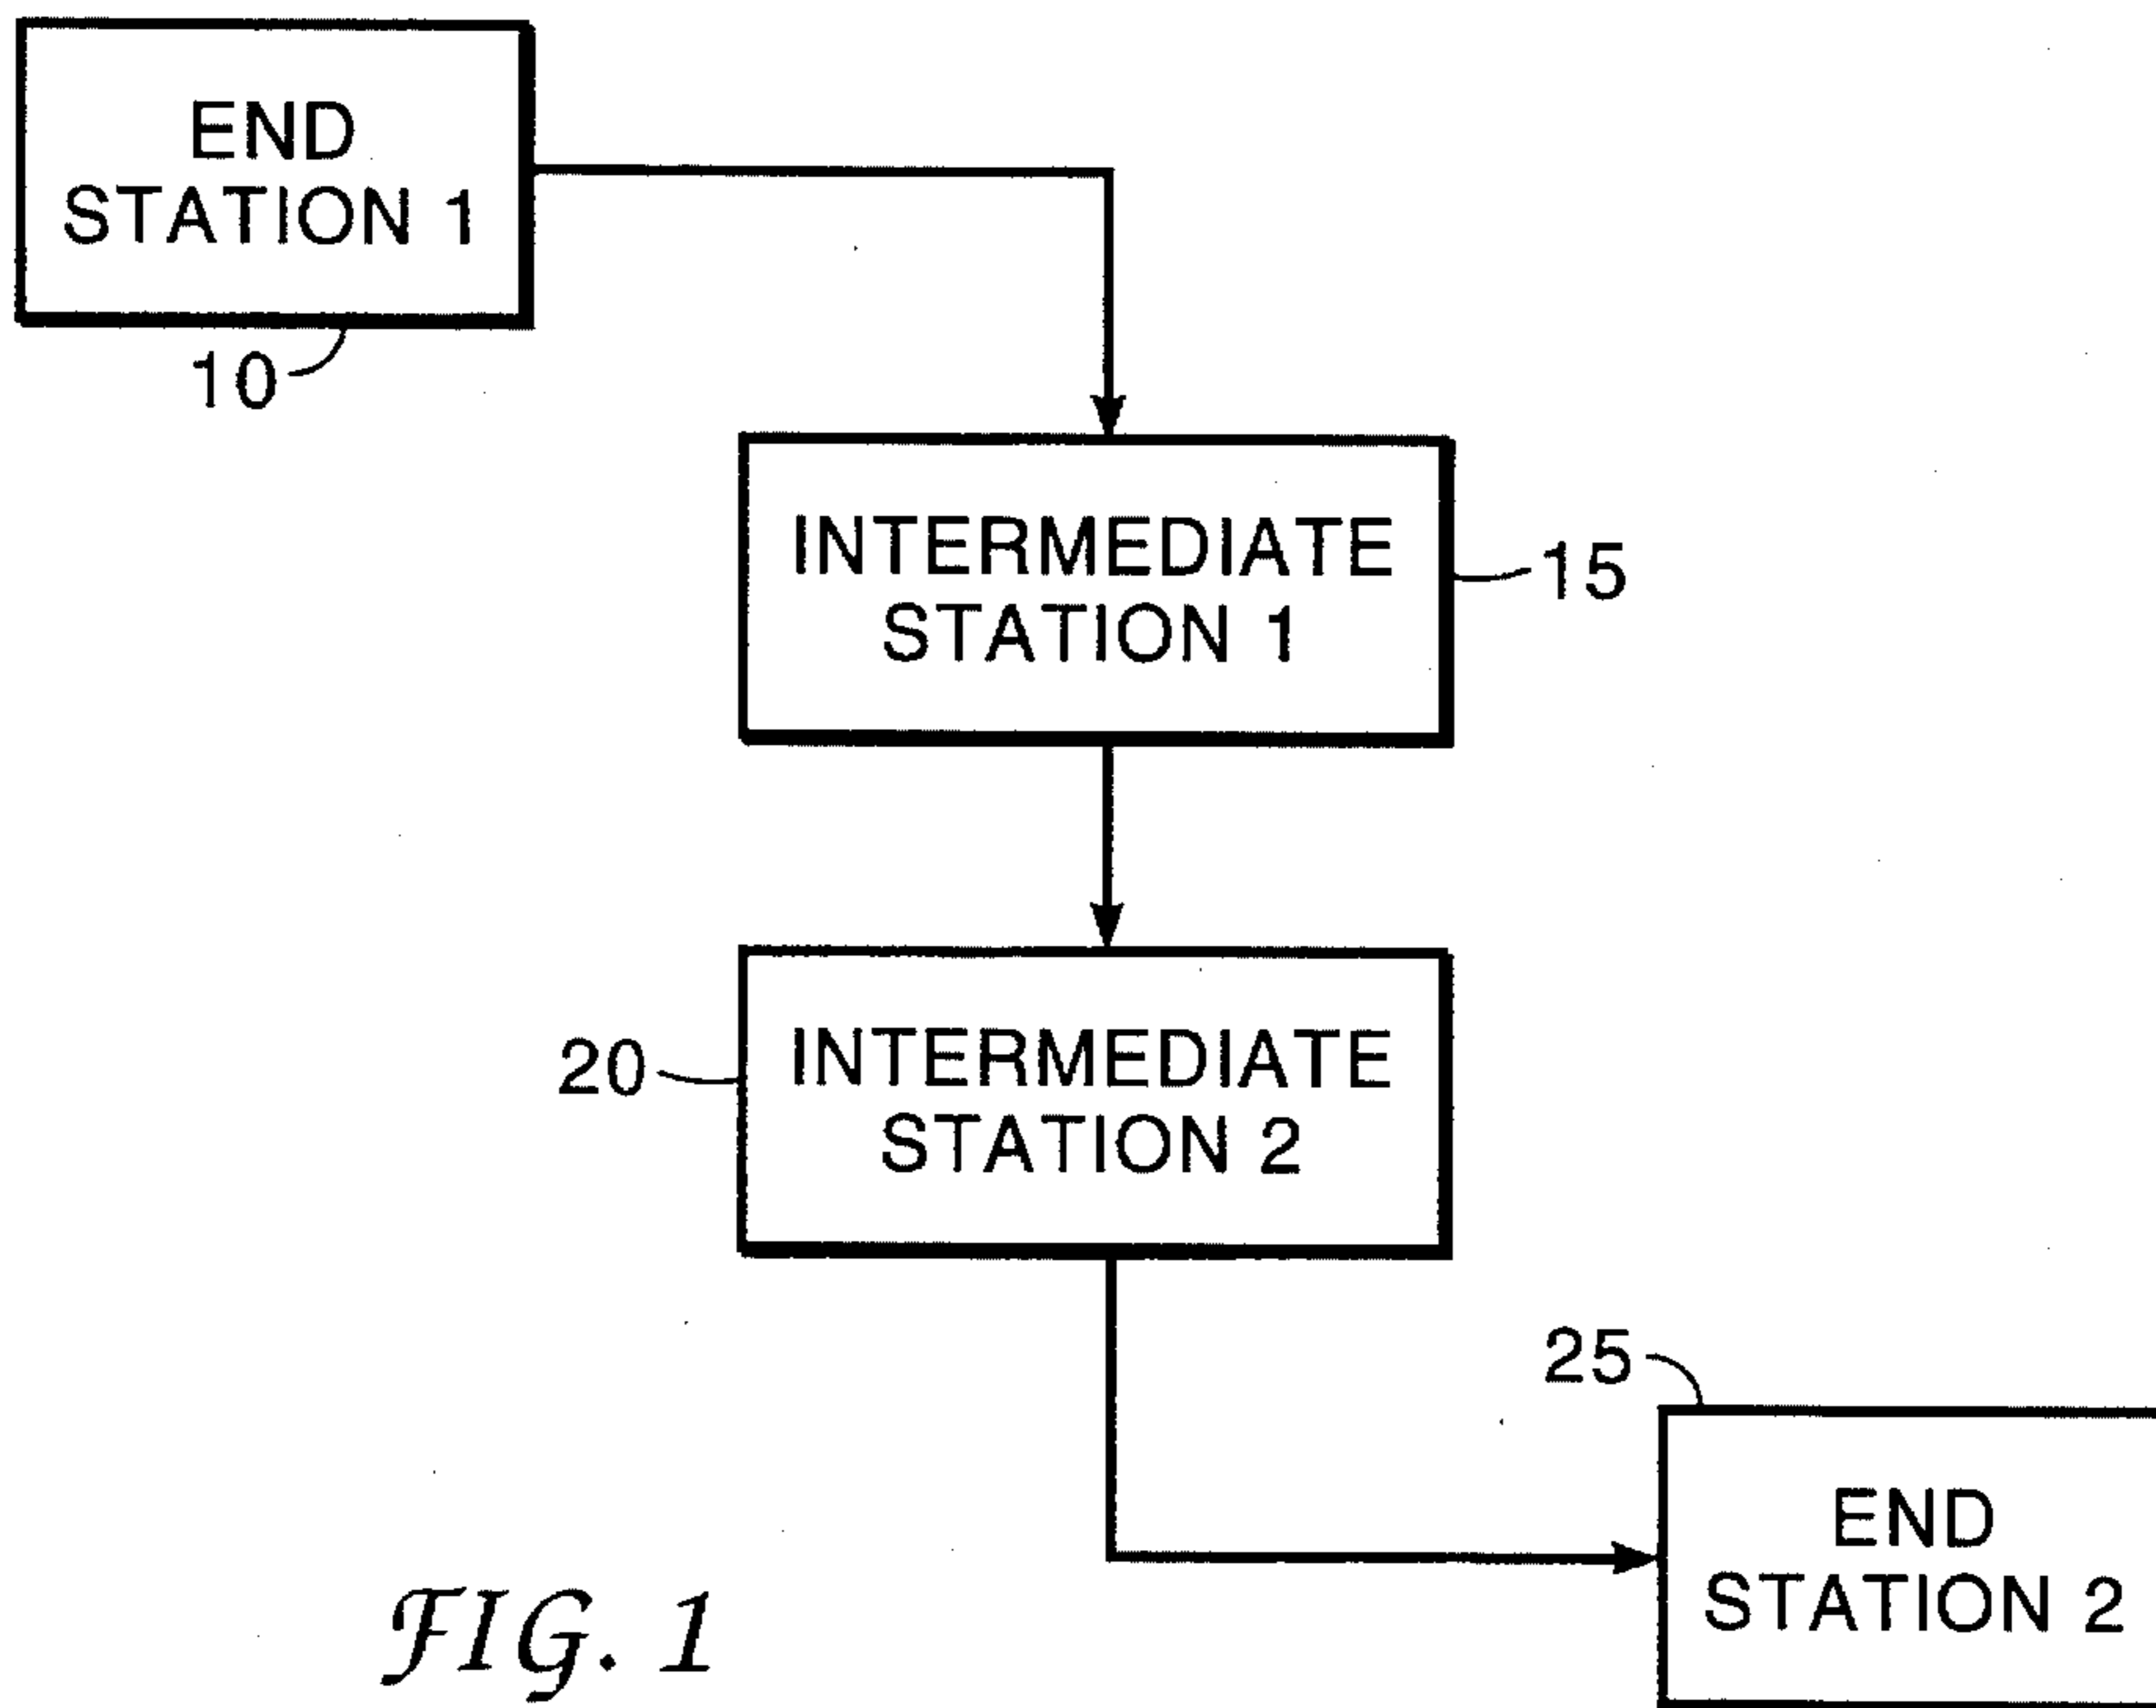 END
STATION 1
10
INTERMEDIATE
STATION 1
15
20
INTERMEDIATE
STATION 2
25
END
STATION 2
FIG. 1